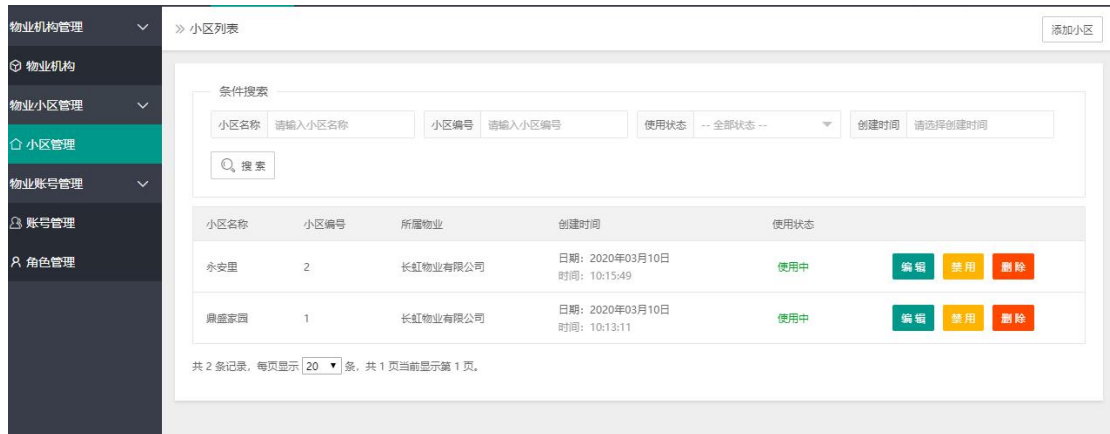 物业机构管理
物业机构
物业小区管理
小区管理
物业账号管理
账号管理
角色管理
» 小区列表
添加小区
条件搜索
小区名称 请输入小区名称 小区编号 请输入小区编号 使用状态 -- 全部状态 -- 创建时间 请选择创建时间
搜 索
小区名称 小区编号 所属物业 创建时间 使用状态
永安里 2 长虹物业有限公司 日期：2020年03月10日 使用中 编 辑 禁 用 删 除
时间：10:15:49
鼎盛家园 1 长虹物业有限公司 日期：2020年03月10日 使用中 编 辑 禁 用 删 除
时间：10:13:11
共 2 条记录，每页显示 20 条，共 1 页当前显示第 1 页。